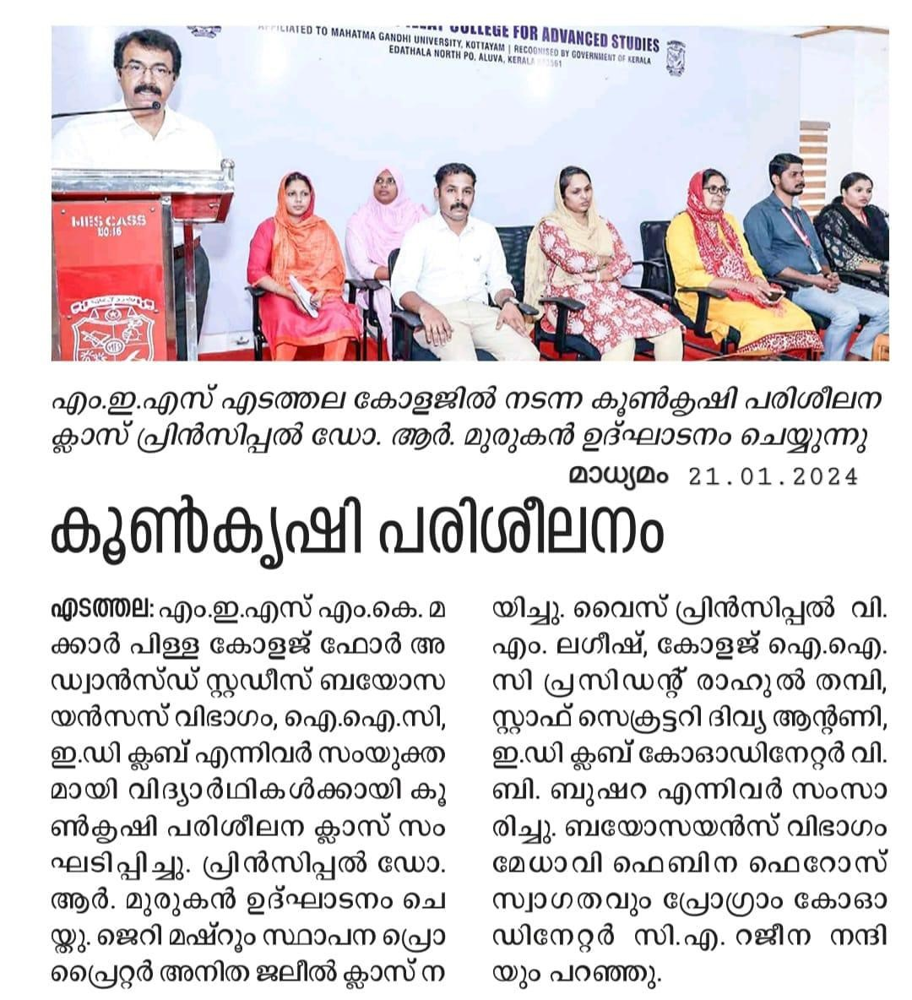 COLLEGE FOR ADVANCED STUDIES
AFFILIATED TO MAHATMA GANDHI UNIVERSITY, KOTTAYAM | RECOGNISED BY GOVERNMENT OF KERALA
EDATHALA NORTH PO, ALUVA, KERALA
MES CASS
എം.ഇ.എസ് എടത്തല കോളജിൽ നടന്ന കൂൺകൃഷി പരിശീലന
ക്ലാസ് പ്രിൻസിപ്പൽ ഡോ. ആർ. മുരുകൻ ഉദ്ഘാടനം ചെയ്യുന്നു
മാധ്യമം 21.01.2024
കൂൺകൃഷി പരിശീലനം
എടത്തല: എം.ഇ.എസ് എം.കെ. മ
ക്കാർ പിള്ള കോളജ് ഫോർ അ
ഡ്വാൻസ്ഡ് സ്റ്റഡീസ് ബയോസ
യൻസസ് വിഭാഗം, ഐ.ഐ.സി,
ഇ.ഡി ക്ലബ് എന്നിവർ സംയുക്ത
മായി വിദ്യാർഥികൾക്കായി കൂ
ൺകൃഷി പരിശീലന ക്ലാസ് സം
ഘടിപ്പിച്ചു. പ്രിൻസിപ്പൽ ഡോ.
ആർ. മുരുകൻ ഉദ്ഘാടനം ചെ
യ്തു. ജെറി മഷ്റൂം സ്ഥാപന പ്രൊ
പ്രൈറ്റർ അനിത ജലീൽ ക്ലാസ് ന
യിച്ചു. വൈസ് പ്രിൻസിപ്പൽ വി.
എം. ലഗീഷ്, കോളജ് ഐ.ഐ.
സി പ്രസിഡന്റ് രാഹുൽ തമ്പി,
സ്റ്റാഫ് സെക്രട്ടറി ദിവ്യ ആന്റണി,
ഇ.ഡി ക്ലബ് കോഓഡിനേറ്റർ വി.
ബി. ബുഷറ എന്നിവർ സംസാ
രിച്ചു. ബയോസയൻസ് വിഭാഗം
മേധാവി ഫെബിന ഫെറോസ്
സ്വാഗതവും പ്രോഗ്രാം കോഓ
ഡിനേറ്റർ സി.എ. റജീന നന്ദി
യും പറഞ്ഞു.